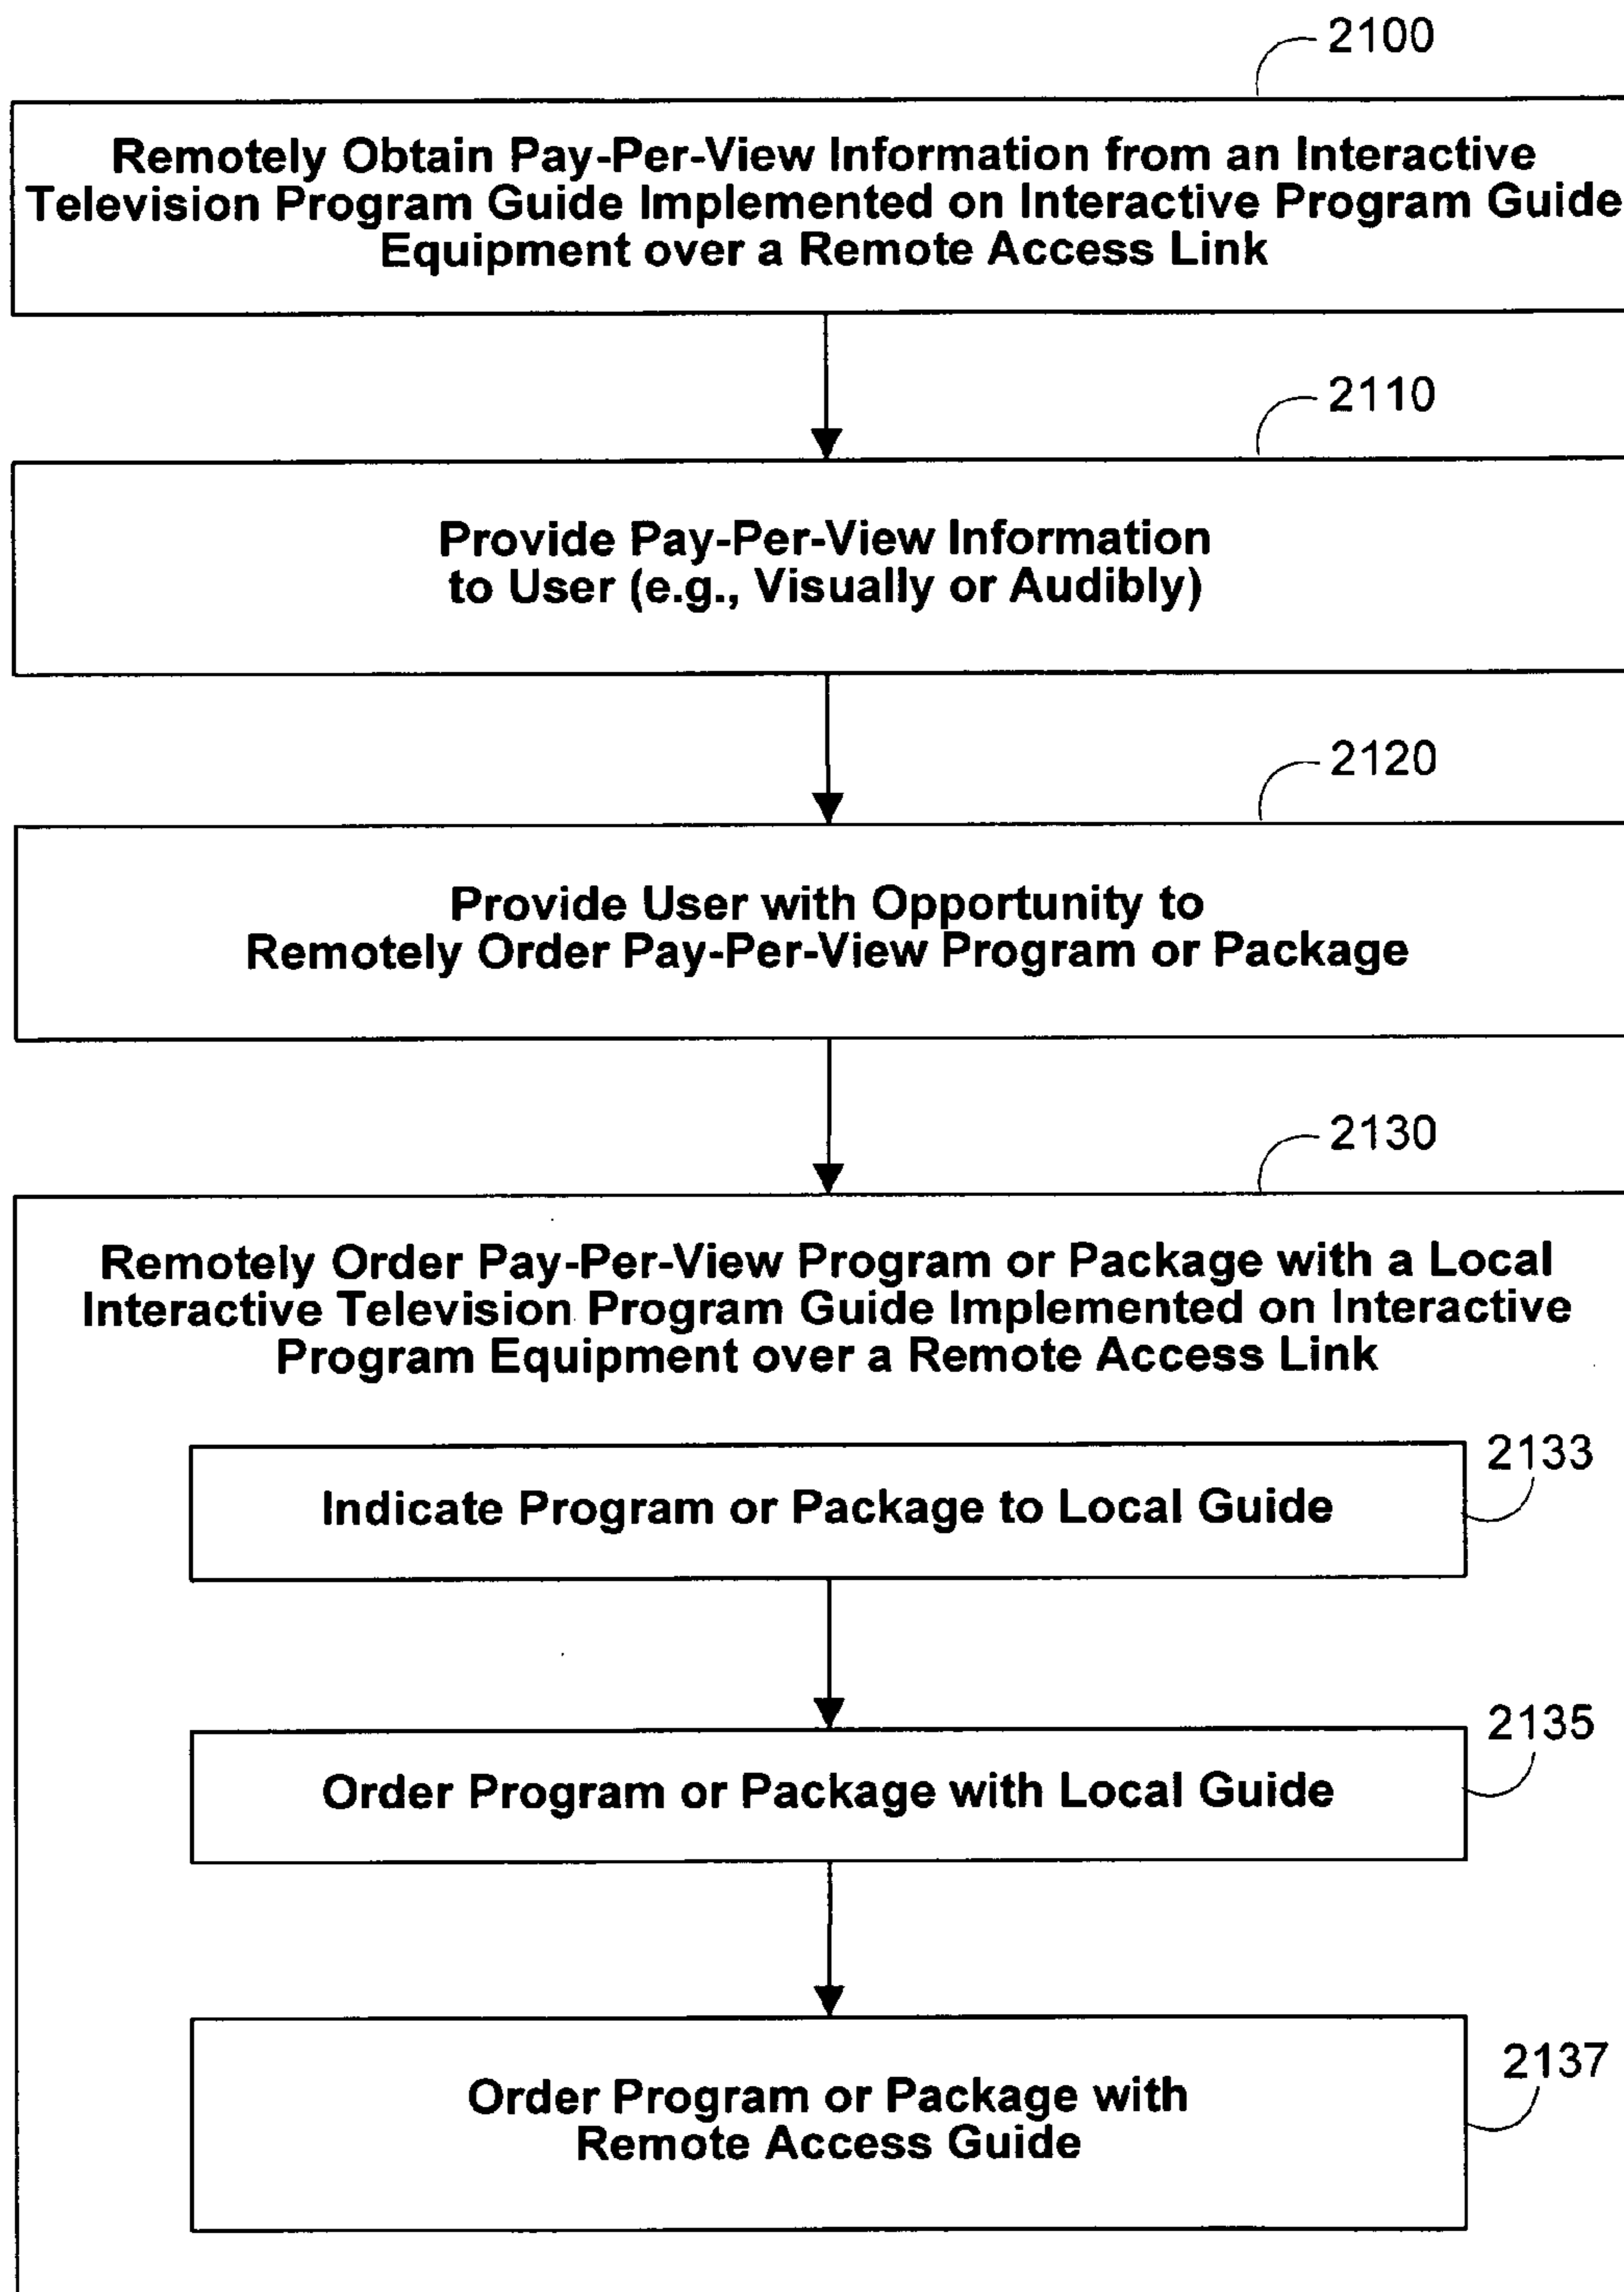 2100
Remotely Obtain Pay-Per-View Information from an Interactive
Television Program Guide Implemented on Interactive Program Guide
Equipment over a Remote Access Link
2110
Provide Pay-Per-View Information
to User (e.g., Visually or Audibly)
2120
Provide User with Opportunity to
Remotely Order Pay-Per-View Program or Package
2130
Remotely Order Pay-Per-View Program or Package with a Local
Interactive Television Program Guide Implemented on Interactive
Program Equipment over a Remote Access Link
2133
Indicate Program or Package to Local Guide
2135
Order Program or Package with Local Guide
2137
Order Program or Package with
Remote Access Guide